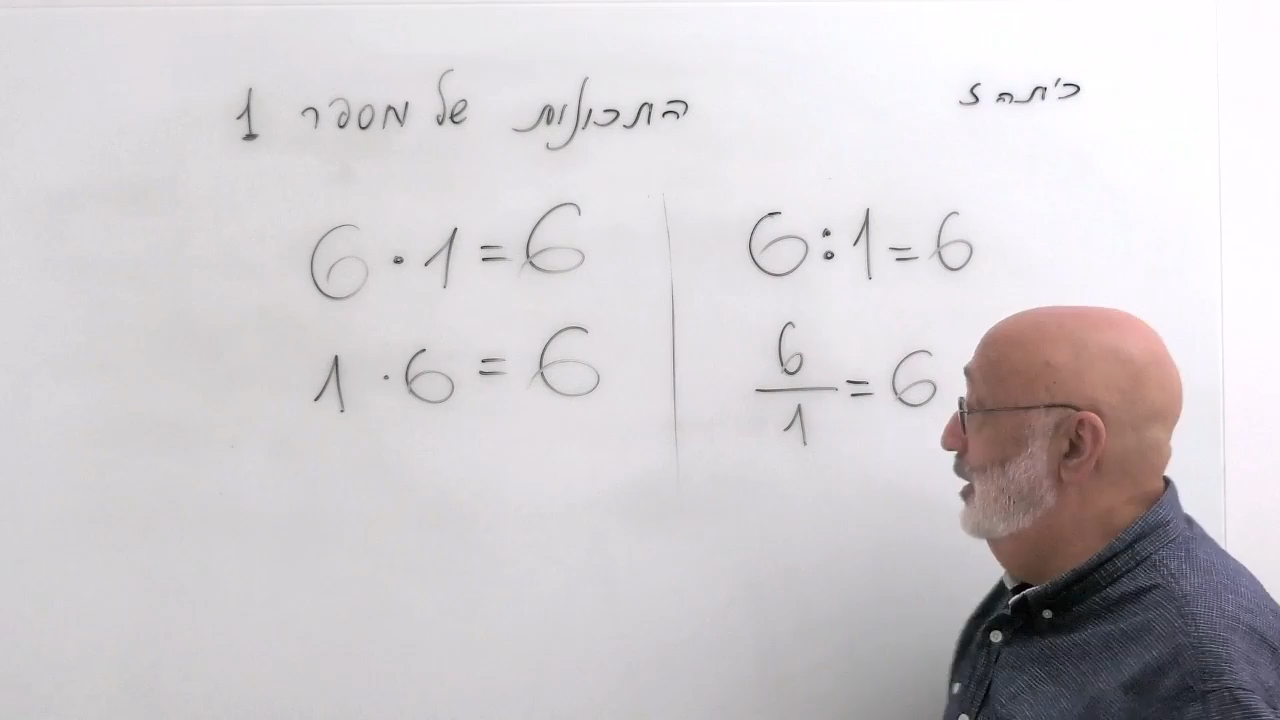 כיתה ז
התכונות של מספר 1
6 · 1 = 6
1 · 6 = 6
6 : 1 = 6
6/1 = 6